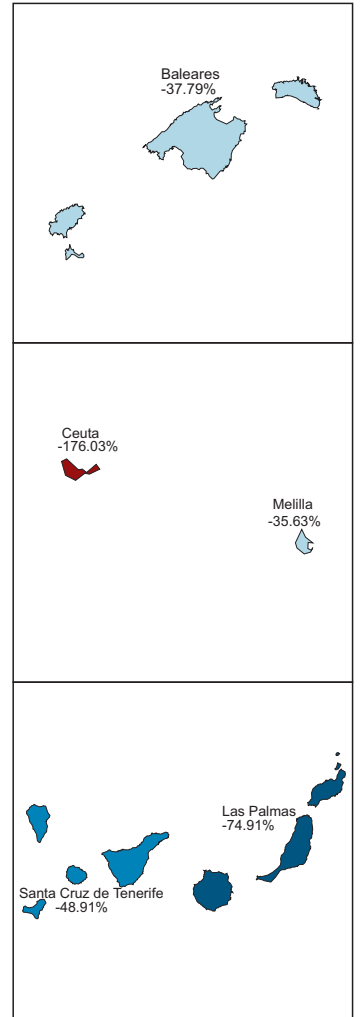 Baleares
-37.79%
Ceuta
-176.03%
Melilla
-35.63%
Las Palmas
-74.91%
Santa Cruz de Tenerife
-48.91%